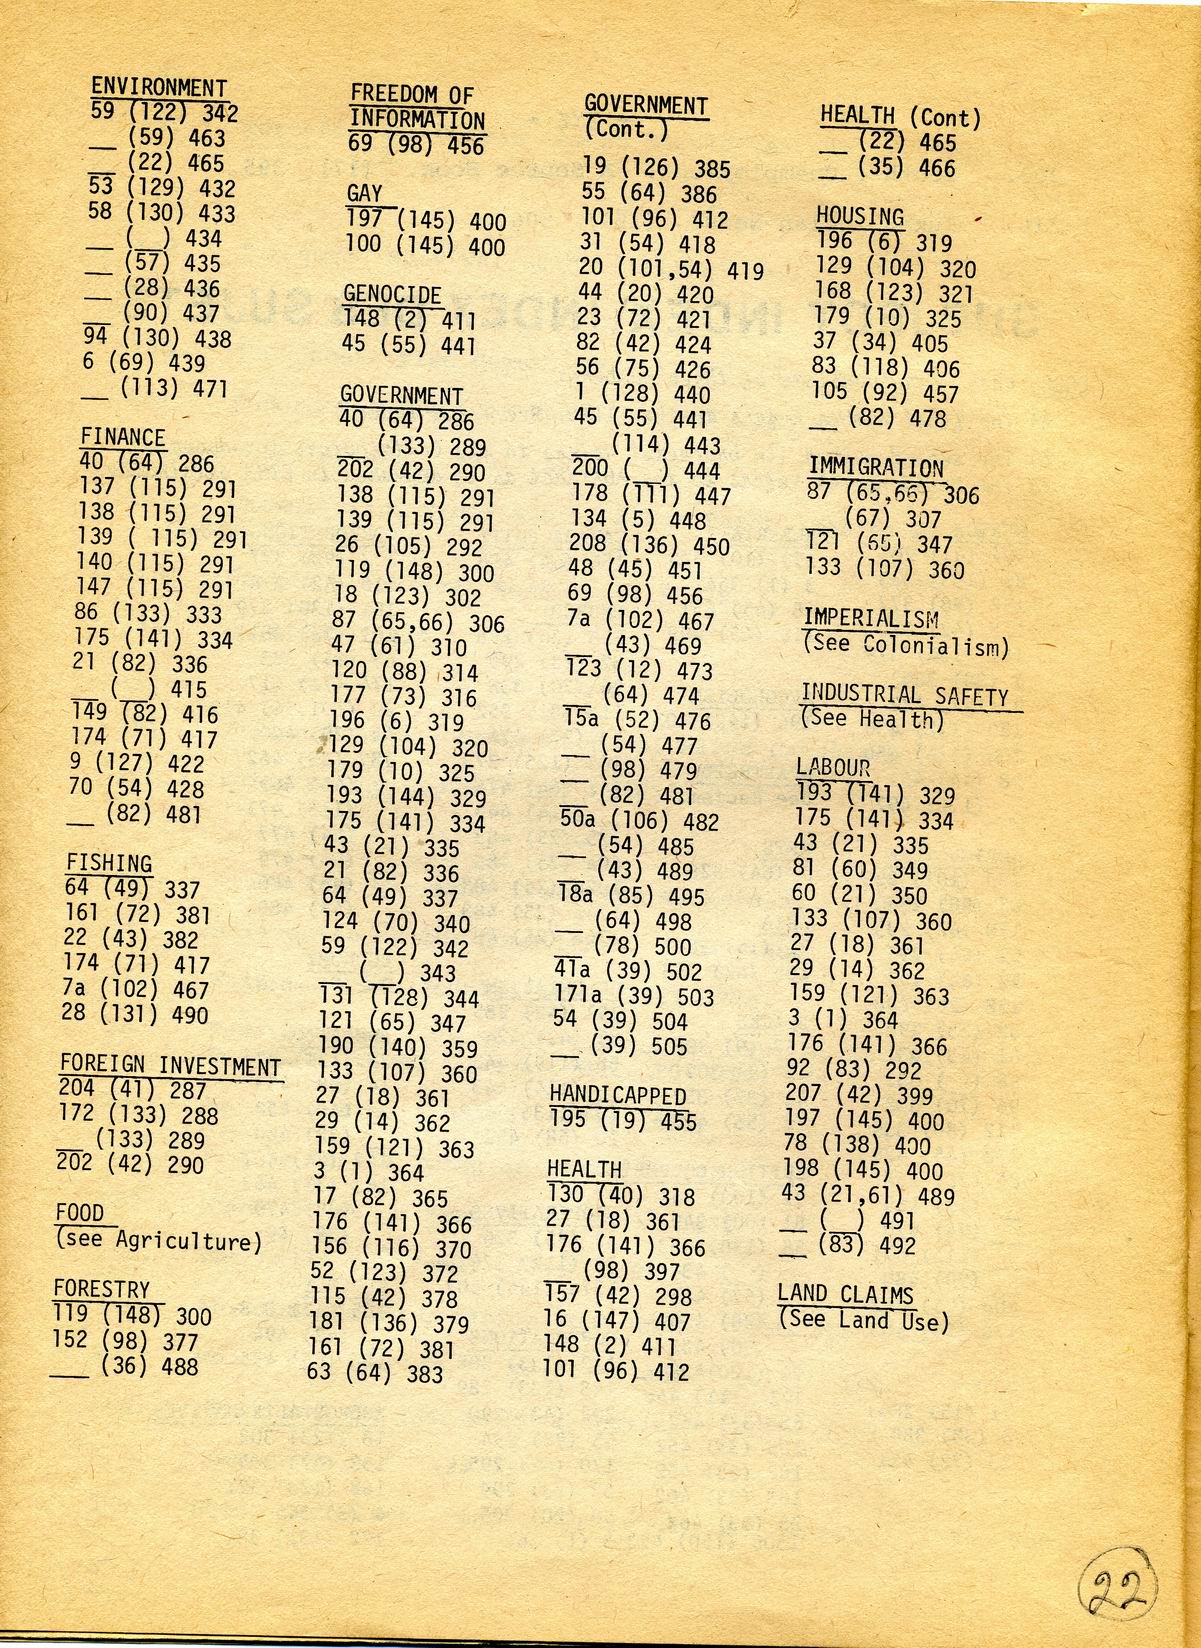 ENVIRONMENT
59 (122) 342
__ (59) 463
__ (22) 465
53 (129) 432
58 (130) 433
__ (__) 434
__ (57) 435
__ (28) 436
__ (90) 437
94 (130) 438
6 (69) 439
__ (113) 471
FINANCE
40 (64) 286
137 (115) 291
138 (115) 291
139 ( 115) 291
140 (115) 291
147 (115) 291
86 (133) 333
175 (141) 334
21 (82) 336
__ (__) 415
149 (82) 416
174 (71) 417
9 (127) 422
70 (54) 428
__ (82) 481
FISHING
64 (49) 337
161 (72) 381
22 (43) 382
174 (71) 417
7a (102) 467
28 (131) 490
FOREIGN INVESTMENT
204 (41) 287
172 (133) 288
__ (133) 289
202 (42) 290
FOOD
(see Agriculture)
FORESTRY
119 (148) 300
152 (98) 377
___ (36) 488
FREEDOM OF
INFORMATION
69 (98) 456
GAY
197 (145) 400
100 (145) 400
GENOCIDE
148 (2) 411
45 (55) 441
GOVERNMENT
40 (64) 286
__ (133) 289
202 (42) 290
138 (115) 291
139 (115) 291
26 (105) 292
119 (148) 300
18 (123) 302
87 (65,66) 306
47 (61) 310
120 (88) 314
177 (73) 316
196 (6) 319
129 (104) 320
179 (10) 325
193 (144) 329
175 (141) 334
43 (21) 335
21 (82) 336
64 (49) 337
124 (70) 340
59 (122) 342
__ (__) 343
131 (128) 344
121 (65) 347
190 (140) 359
133 (107) 360
27 (18) 361
29 (14) 362
159 (121) 363
3 (1) 364
17 (82) 365
176 (141) 366
156 (116) 370
52 (123) 372
115 (42) 378
181 (136) 379
161 (72) 381
63 (64) 383
GOVERNMENT
(Cont.)
19 (126) 385
55 (64) 386
101 (96) 412
31 (54) 418
20 (101,54) 419
44 (20) 420
23 (72) 421
82 (42) 424
56 (75) 426
1 (128) 440
45 (55) 441
__ (114) 443
200 (__) 444
178 (111) 447
134 (5) 448
208 (136) 450
48 (45) 451
69 (98) 456
7a (102) 467
__ (43) 469
123 (12) 473
__ (64) 474
15a (52) 476
__ (54) 477
__ (98) 479
__ (82) 481
50a (106) 482
__ (54) 485
__ (43) 489
18a (85) 495
__ (64) 498
__ (78) 500
41a (39) 502
171a (39) 503
54 (39) 504
__ (39) 505
HANDICAPPED
195 (19) 455
HEALTH
130 (40) 318
27 (18) 361
176 (141) 366
__ (98) 397
157 (42) 298
16 (147) 407
148 (2) 411
101 (96) 412
HEALTH (Cont)
__ (22) 465
__ (35) 466
HOUSING
196 (6) 319
129 (104) 320
168 (123) 321
179 (10) 325
37 (34) 405
83 (118) 406
105 (92) 457
__ (82) 478
IMMIGRATION
87 (65,66) 306
__ (67) 307
121 (65) 347
133 (107) 360
IMPERIALISM
(See Colonialism)
INDUSTRIAL SAFETY
(See Health)
LABOUR
193 (141) 329
175 (141) 334
43 (21) 335
81 (60) 349
60 (21) 350
133 (107) 360
27 (18) 361
29 (14) 362
159 (121) 363
3 (1) 364
176 (141) 366
92 (83) 292
207 (42) 399
197 (145) 400
78 (138) 400
198 (145) 400
43 (21,61) 489
__ (__) 491
__ (83) 492
LAND CLAIMS
(See Land Use)
22